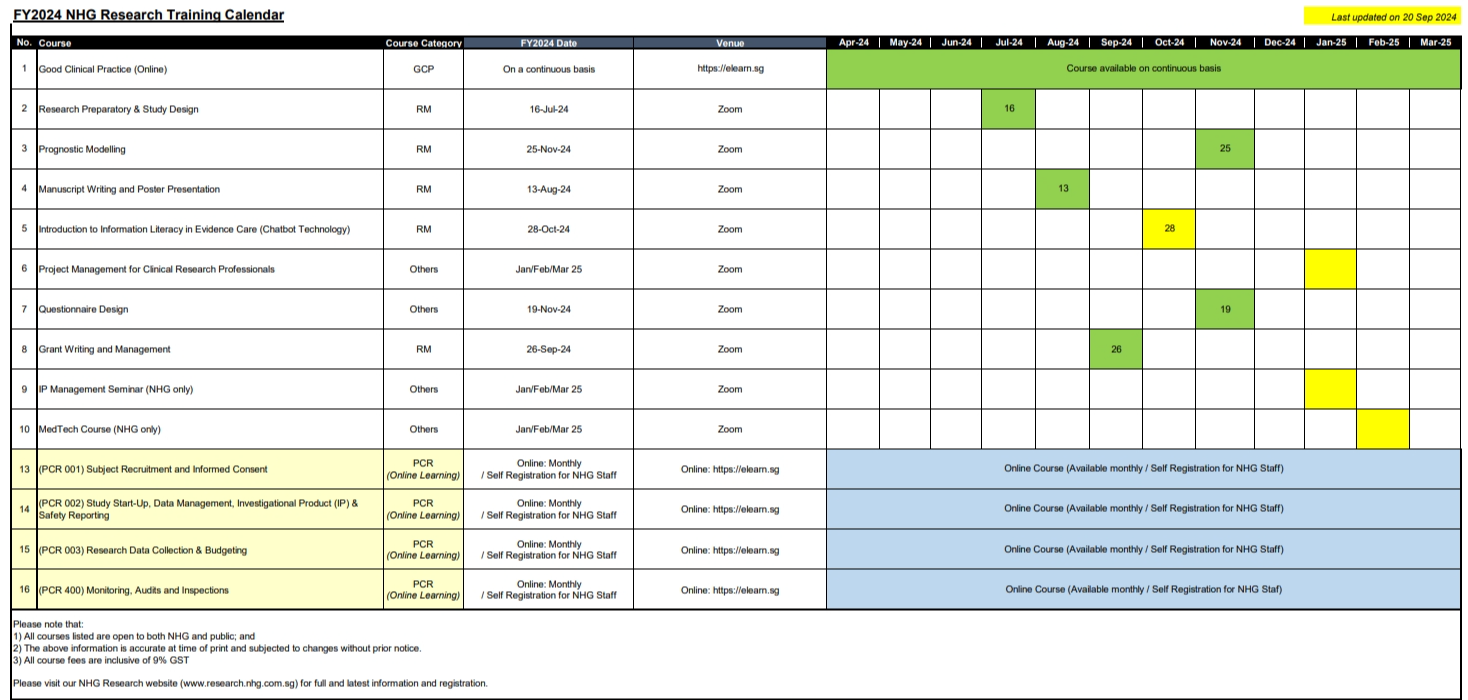 FY2024 NHG Research Training Calendar
Last updated on 20 Sep 2024
No. Course Course Category FY2024 Date Venue Apr-24 May-24 Jun-24 Jul-24 Aug-24 Sep-24 Oct-24 Nov-24 Dec-24 Jan-25 Feb-25 Mar-25
1 Good Clinical Practice (Online) GCP On a continuous basis https://elearn.sg Course available on continuous basis
2 Research Preparatory & Study Design RM 16-Jul-24 Zoom 16
3 Prognostic Modelling RM 25-Nov-24 Zoom 25
4 Manuscript Writing and Poster Presentation RM 13-Aug-24 Zoom 13
5 Introduction to Information Literacy in Evidence Care (Chatbot Technology) RM 28-Oct-24 Zoom 28
6 Project Management for Clinical Research Professionals Others Jan/Feb/Mar 25 Zoom
7 Questionnaire Design Others 19-Nov-24 Zoom 19
8 Grant Writing and Management RM 26-Sep-24 Zoom 26
9 IP Management Seminar (NHG only) Others Jan/Feb/Mar 25 Zoom
10 MedTech Course (NHG only) Others Jan/Feb/Mar 25 Zoom
13 (PCR 001) Subject Recruitment and Informed Consent PCR Online: Monthly Online: https://elearn.sg Online Course (Available monthly / Self Registration for NHG Staff)
(Online Learning) / Self Registration for NHG Staff
14 (PCR 002) Study Start-Up, Data Management, Investigational Product (IP) & PCR Online: Monthly Online: https://elearn.sg Online Course (Available monthly / Self Registration for NHG Staff)
Safety Reporting (Online Learning) / Self Registration for NHG Staff
15 (PCR 003) Research Data Collection & Budgeting PCR Online: Monthly Online: https://elearn.sg Online Course (Available monthly / Self Registration for NHG Staff)
(Online Learning) / Self Registration for NHG Staff
16 (PCR 400) Monitoring, Audits and Inspections PCR Online: Monthly Online: https://elearn.sg Online Course (Available monthly / Self Registration for NHG Staf)
(Online Learning) / Self Registration for NHG Staff
Please note that:
1) All courses listed are open to both NHG and public; and
2) The above information is accurate at time of print and subjected to changes without prior notice.
3) All course fees are inclusive of 9% GST
Please visit our NHG Research website (www.research.nhg.com.sg) for full and latest information and registration.